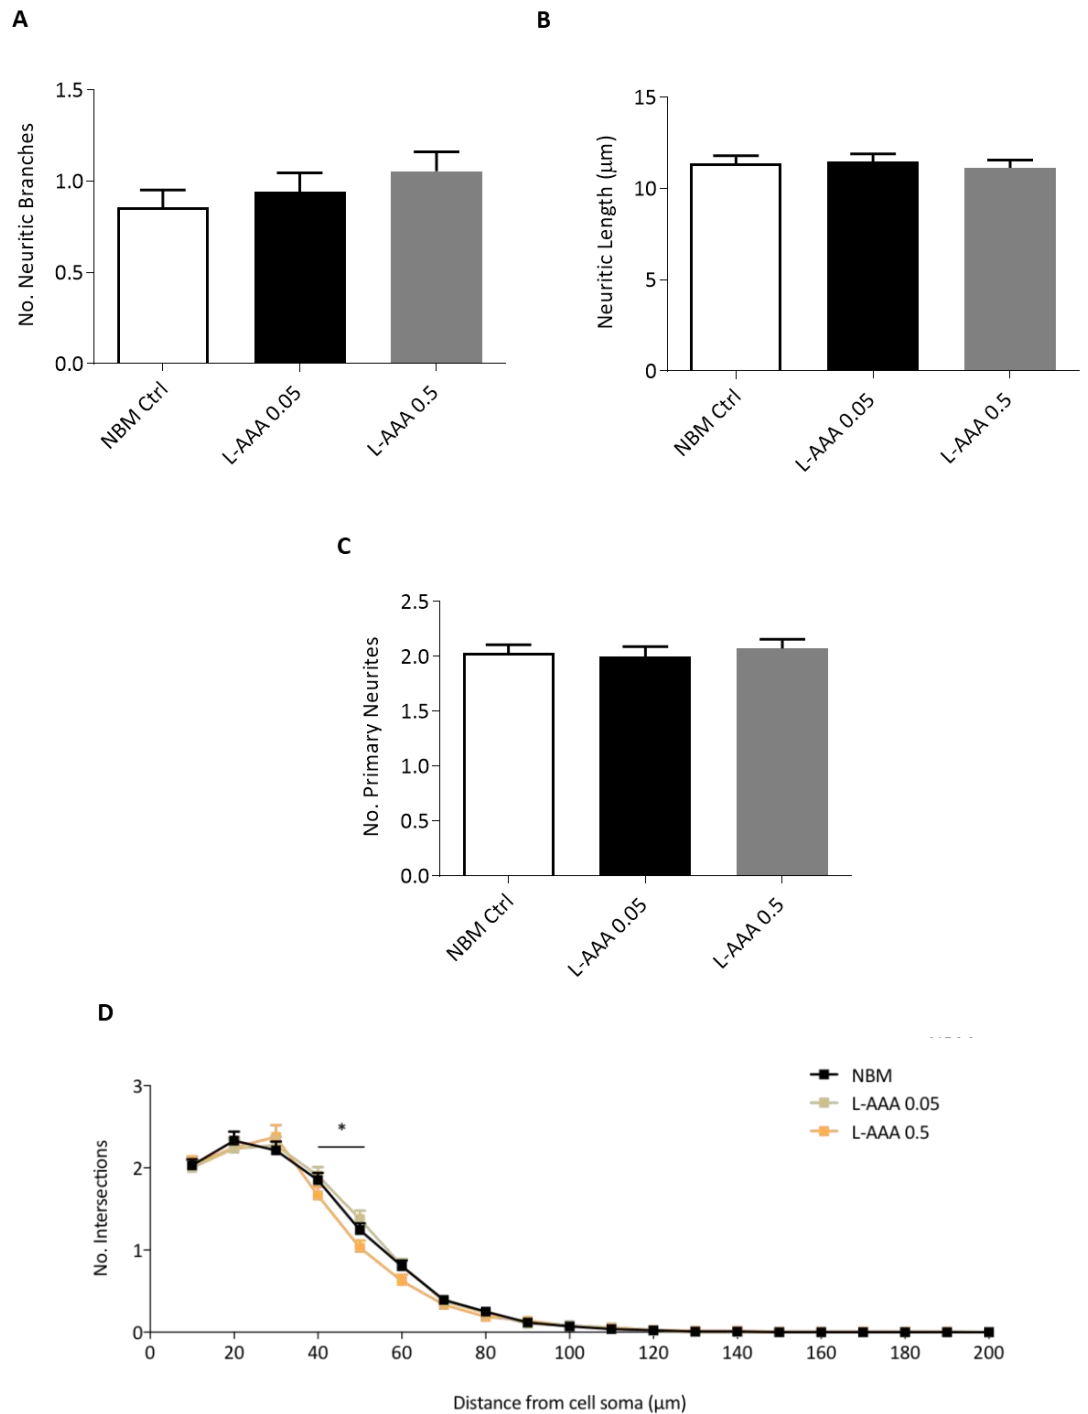 A
B
1.5
1.0
0.5
0.0
No. Neuritic Branches
NBM Ctrl
L-AAA 0.05
L-AAA 0.5
15
10
5
0
Neuritic Length (µm)
NBM Ctrl
L-AAA 0.05
L-AAA 0.5
C
2.5
2.0
1.5
1.0
0.5
0.0
No. Primary Neurites
NBM Ctrl
L-AAA 0.05
L-AAA 0.5
D
NBM
L-AAA 0.05
L-AAA 0.5
*
3
2
1
0
No. Intersections
0 20 40 60 80 100 120 140 160 180 200
Distance from cell soma (µm)